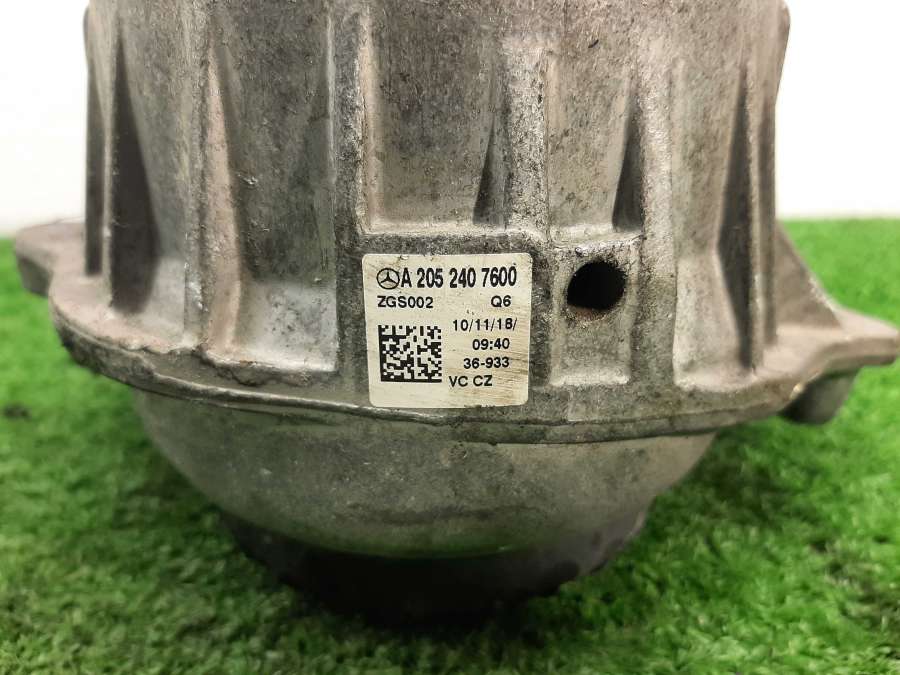 A 205 240 7600
ZGS002 Q6
10/11/18/
09:40
36-933
VC CZ